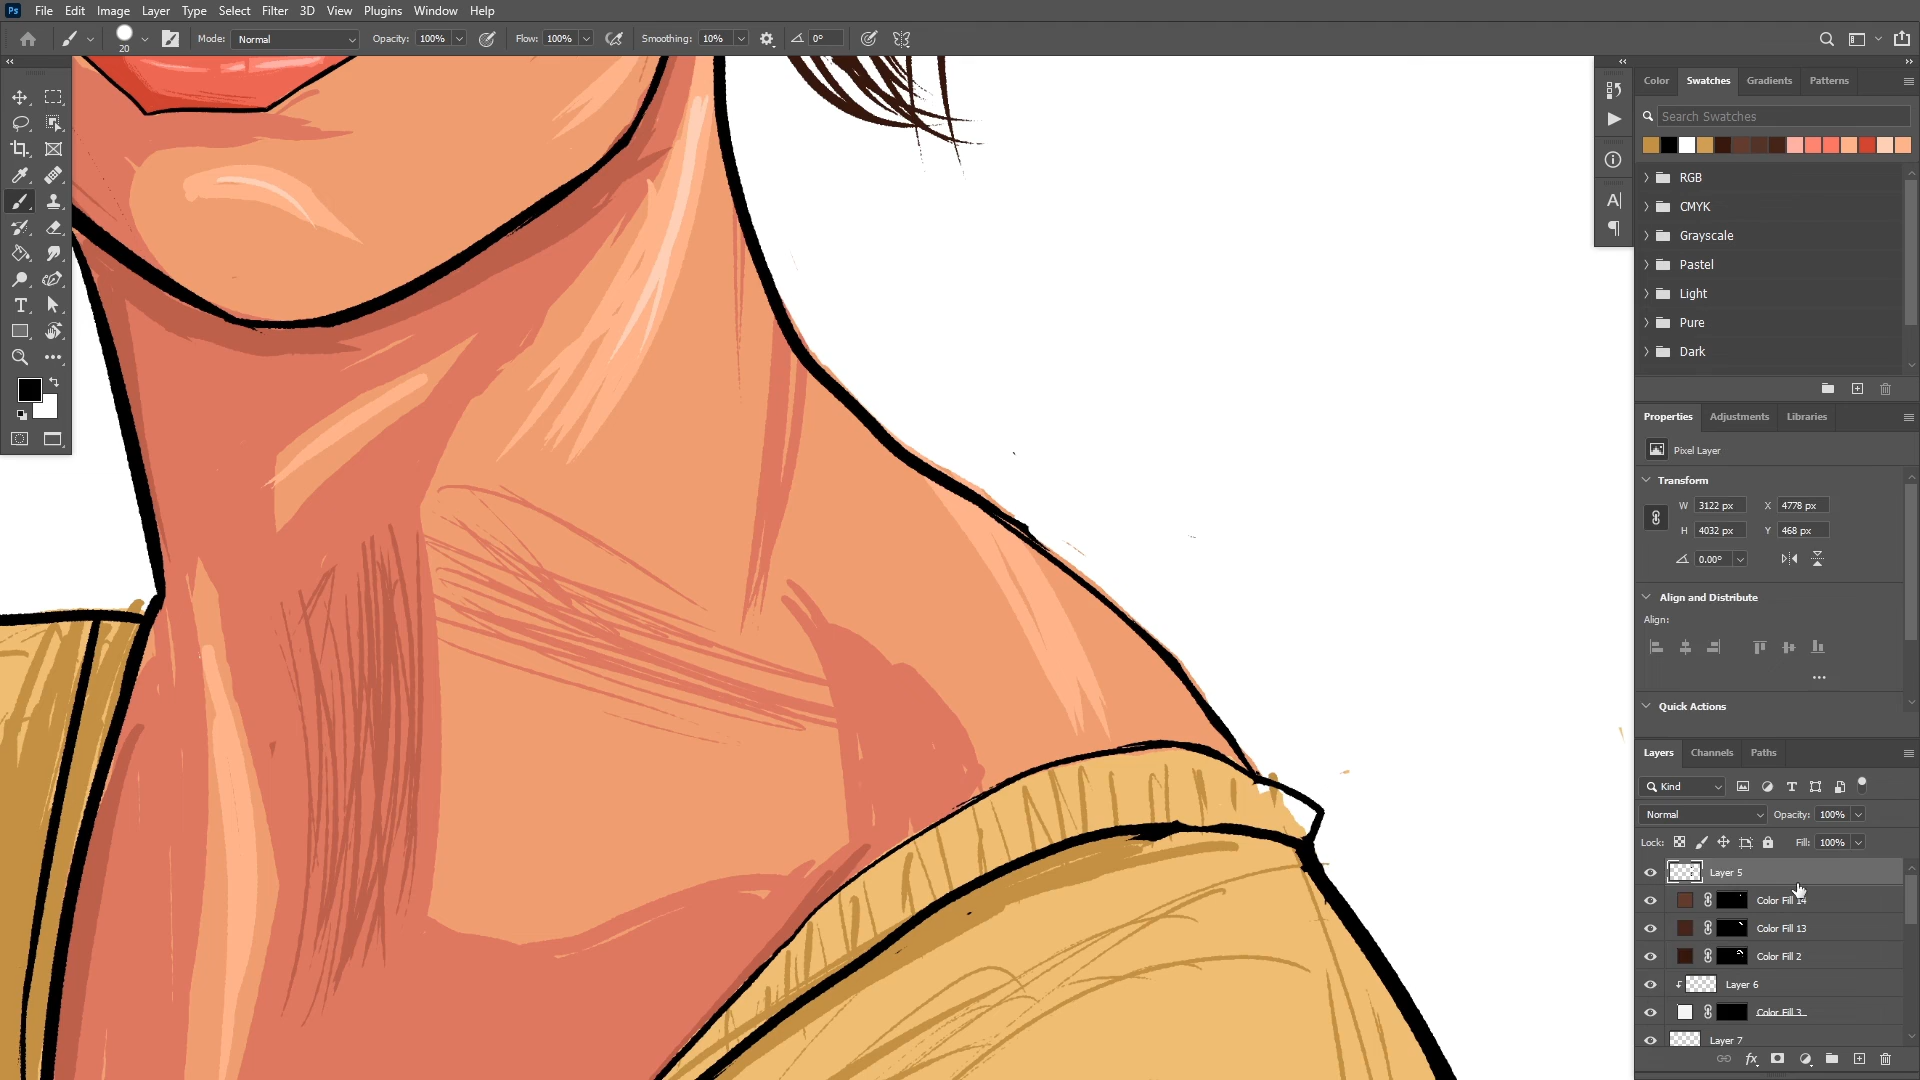 Ps File Edit Image Layer Type Select Filter 3D View Plugins Window Help
20 Mode: Normal Opacity: 100% Flow: 100% Smoothing: 10% 0°
Color Swatches Gradients Patterns
Search Swatches
RGB
CMYK
Grayscale
Pastel
Light
Pure
Dark
Properties Adjustments Libraries
Pixel Layer
Transform
W 3122 px X 4778 px
H 4032 px Y 468 px
0.00°
Align and Distribute
Align:
Quick Actions
Layers Channels Paths
Kind
Normal Opacity: 100%
Lock: Fill: 100%
Layer 5
Color Fill 14
Color Fill 13
Color Fill 2
Layer 6
Color Fill 3
Layer 7